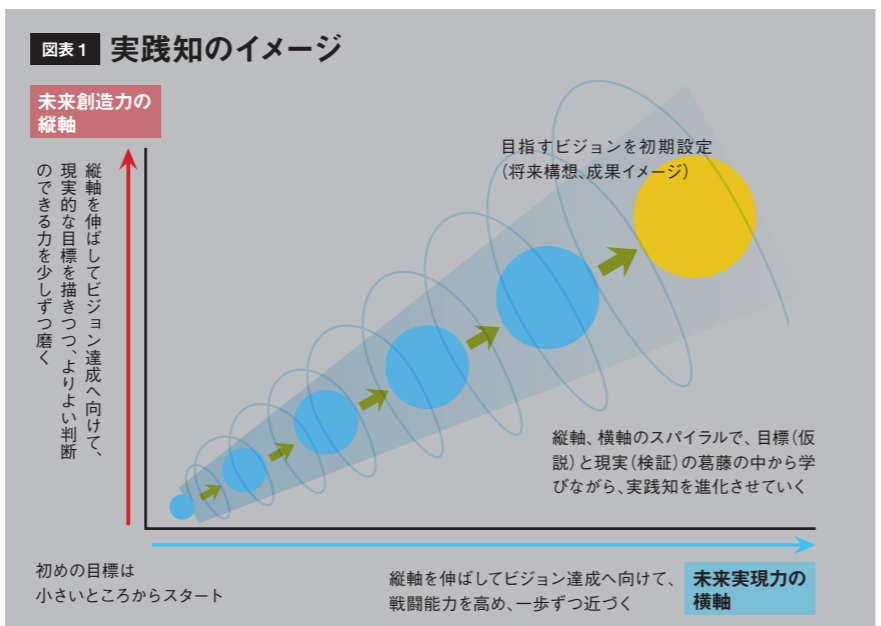 図表1 実践知のイメージ
未来創造力の
縦軸
縦軸を伸ばしてビジョン達成へ向けて、
現実的な目標を描きつつ、よりよい判断
のできる力を少しずつ磨く
目指すビジョンを初期設定
(将来構想、成果イメージ)
縦軸、横軸のスパイラルで、目標(仮
説)と現実(検証)の葛藤の中から学
びながら、実践知を進化させていく
初めの目標は
小さいところからスタート
縦軸を伸ばしてビジョン達成へ向けて、
戦闘能力を高め、一歩ずつ近づく
未来実現力の
横軸